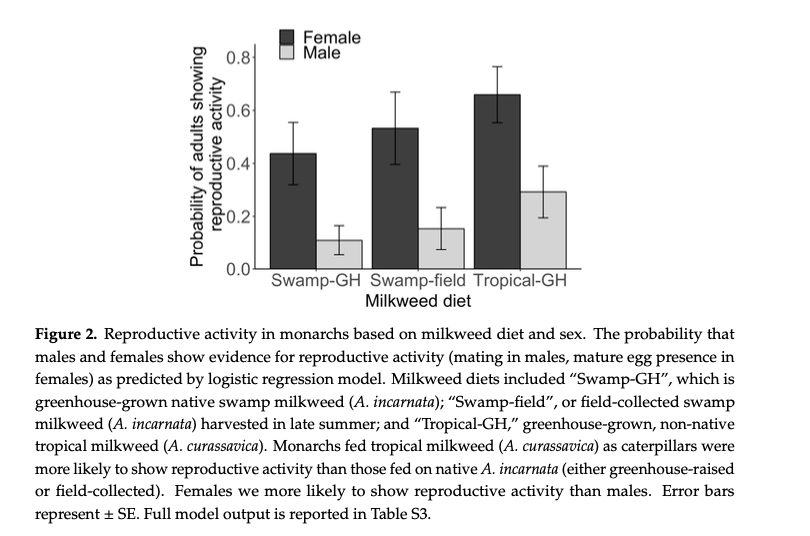 Female
Male
Probability of adults showing
reproductive activity
0.8
0.6
0.4
0.2
0.0
Swamp-GH Swamp-field Tropical-GH
Milkweed diet
Figure 2. Reproductive activity in monarchs based on milkweed diet and sex. The probability that
males and females show evidence for reproductive activity (mating in males, mature egg presence in
females) as predicted by logistic regression model. Milkweed diets included “Swamp-GH”, which is
greenhouse-grown native swamp milkweed (A. incarnata); “Swamp-field”, or field-collected swamp
milkweed (A. incarnata) harvested in late summer; and “Tropical-GH,” greenhouse-grown, non-native
tropical milkweed (A. curassavica). Monarchs fed tropical milkweed (A. curassavica) as caterpillars were
more likely to show reproductive activity than those fed on native A. incarnata (either greenhouse-raised
or field-collected). Females we more likely to show reproductive activity than males. Error bars
represent ± SE. Full model output is reported in Table S3.